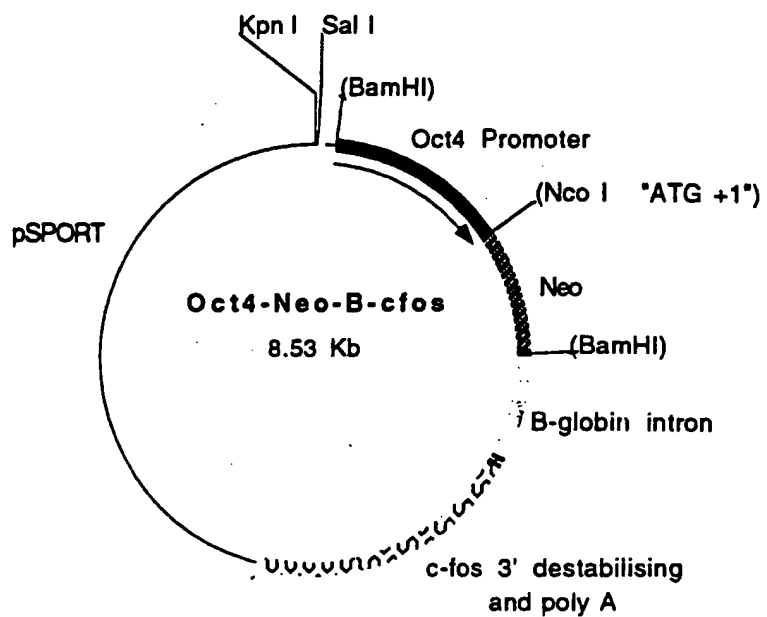 Kpn I Sal I
(BamHI)
Oct4 Promoter
(Nco I "ATG +1")
pSPORT
Neo
Oct4-Neo-B-cfos
8.53 Kb
(BamHI)
B-globin intron
c-fos 3' destabilising
and poly A